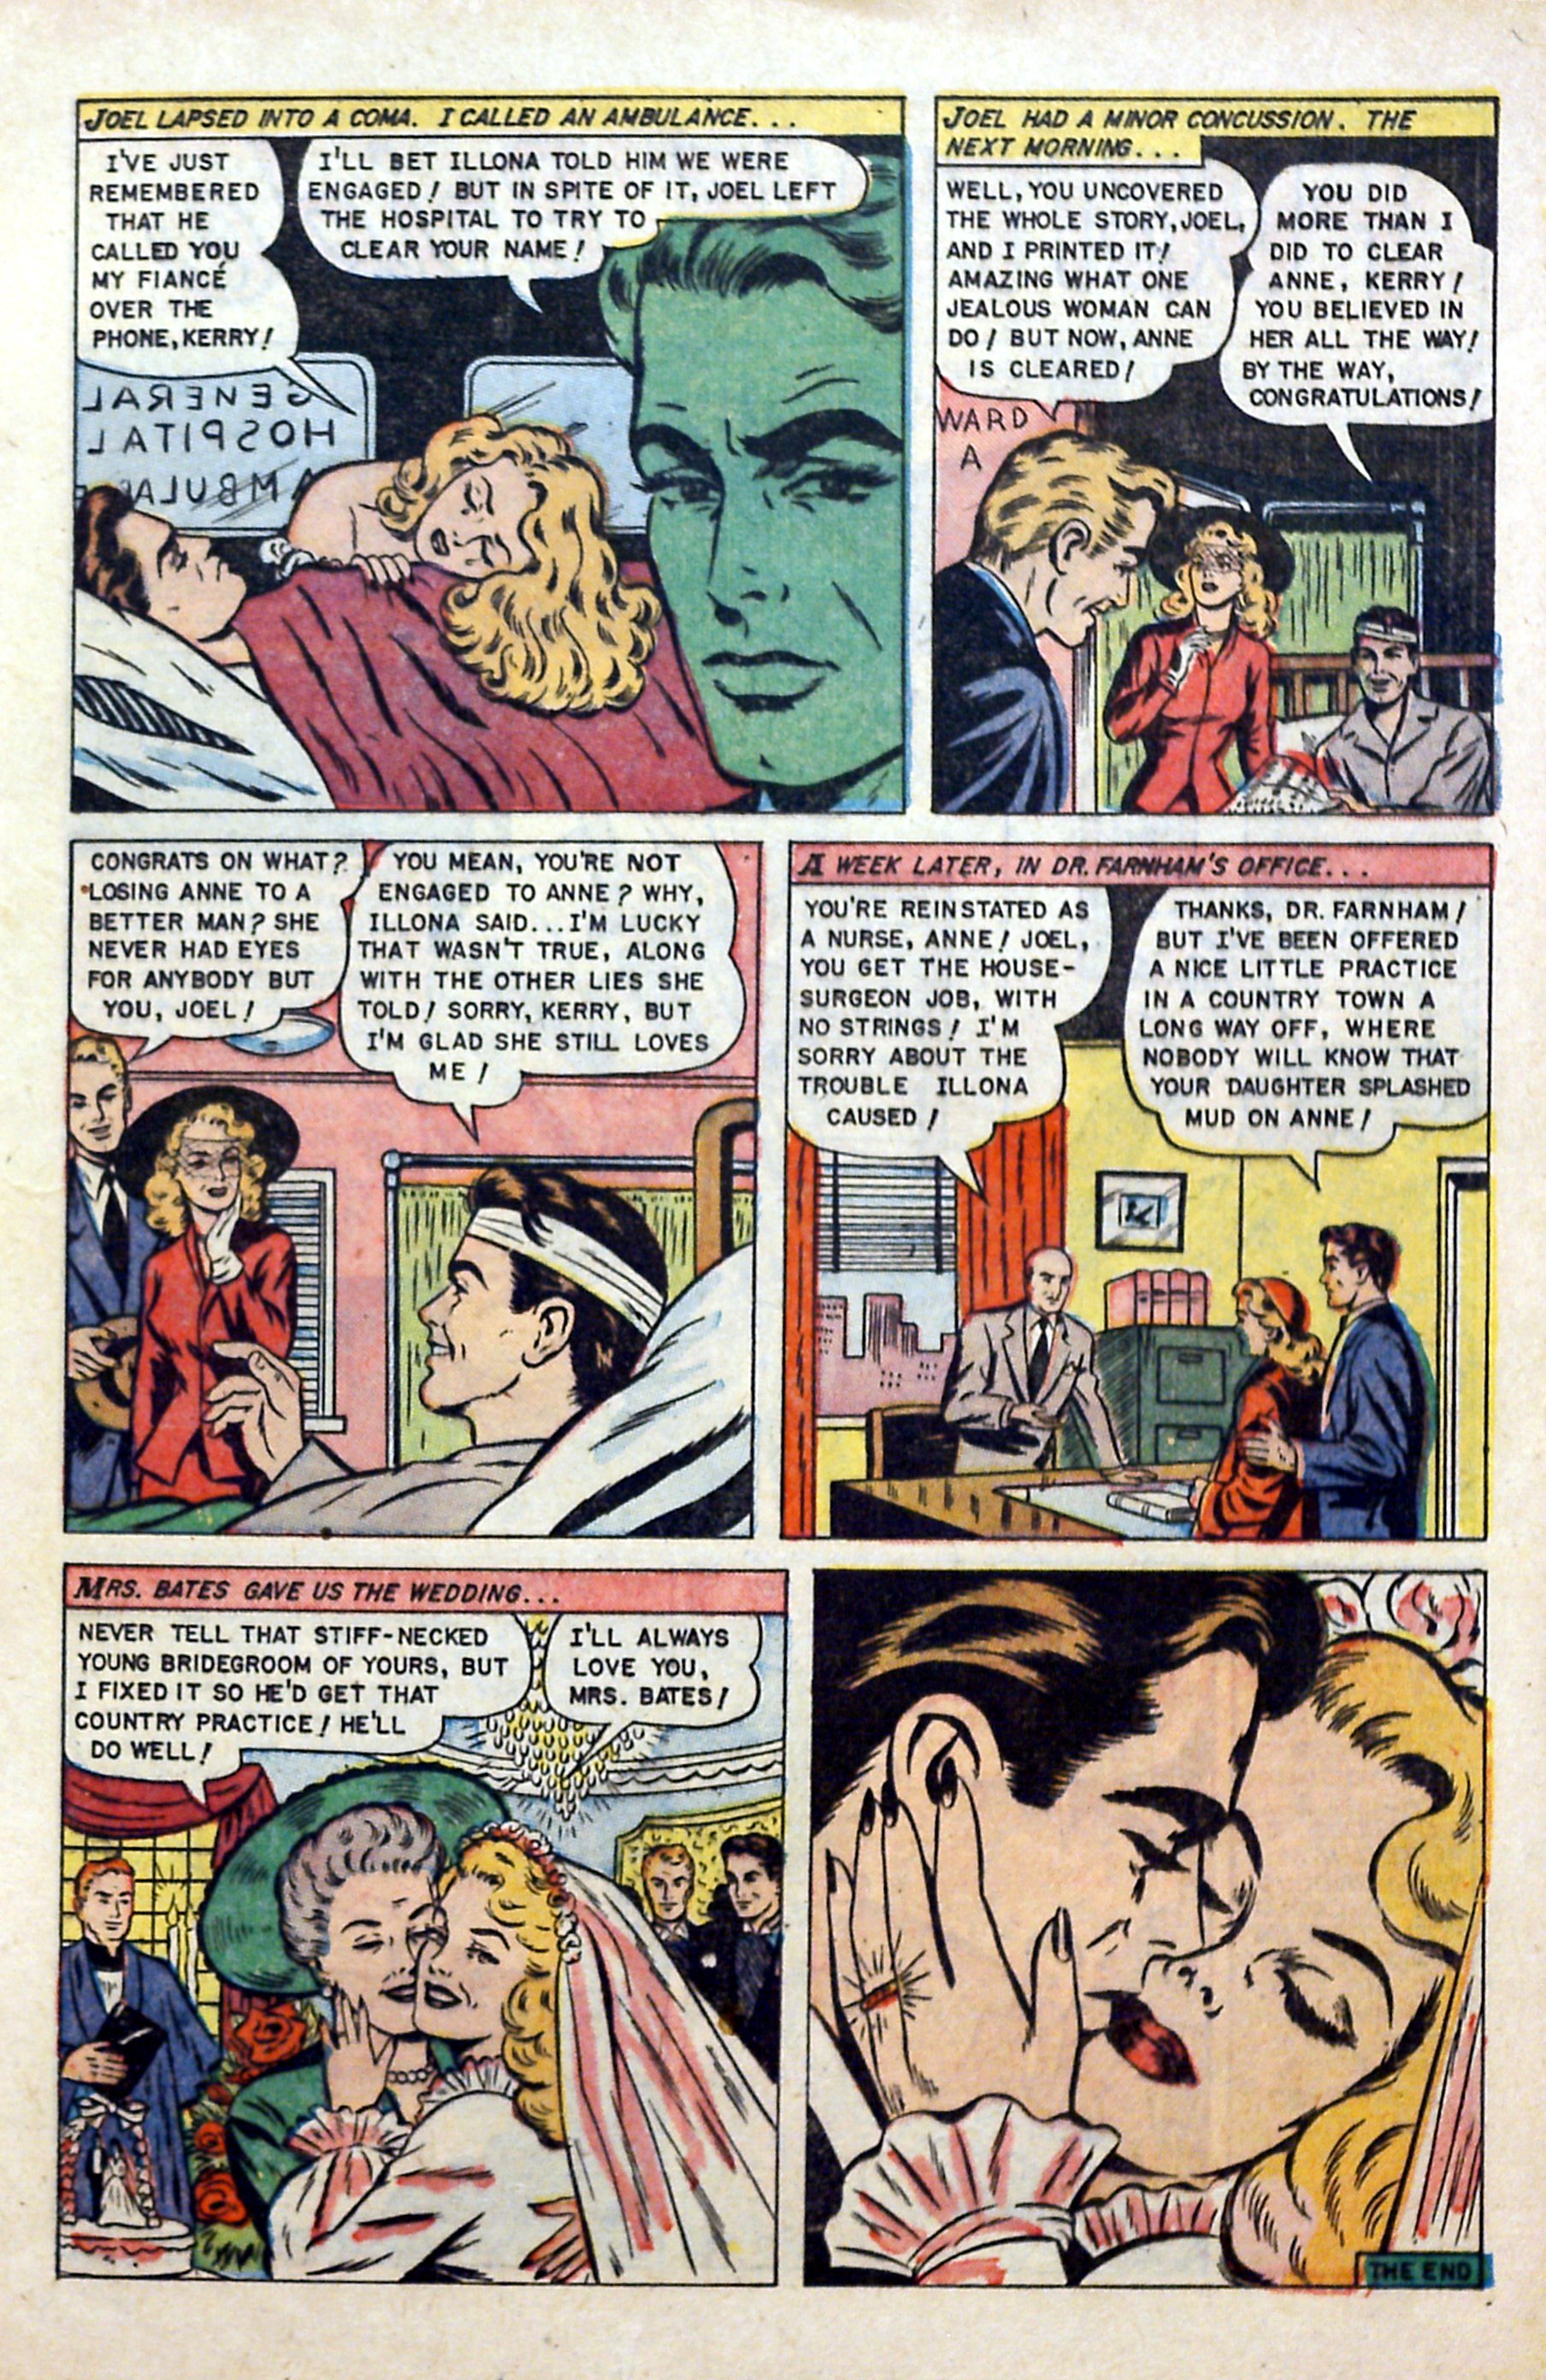 JOEL LAPSED INTO A COMA. I CALLED AN AMBULANCE...
I'VE JUST
REMEMBERED
THAT HE
CALLED YOU
MY FIANCÉ
OVER THE
PHONE, KERRY!
I'LL BET ILLONA TOLD HIM WE WERE
ENGAGED! BUT IN SPITE OF IT, JOEL LEFT
THE HOSPITAL TO TRY TO
CLEAR YOUR NAME!
GENERAL
HOSPITAL
JOEL HAD A MINOR CONCUSSION. THE
NEXT MORNING...
WELL, YOU UNCOVERED
THE WHOLE STORY, JOEL,
AND I PRINTED IT!
AMAZING WHAT ONE
JEALOUS WOMAN CAN
DO! BUT NOW, ANNE
IS CLEARED!
YOU DID
MORE THAN I
DID TO CLEAR
ANNE, KERRY!
YOU BELIEVED IN
HER ALL THE WAY!
BY THE WAY,
CONGRATULATIONS!
WARD
A
CONGRATS ON WHAT?
LOSING ANNE TO A
BETTER MAN? SHE
NEVER HAD EYES
FOR ANYBODY BUT
YOU, JOEL!
YOU MEAN, YOU'RE NOT
ENGAGED TO ANNE? WHY,
ILLONA SAID...I'M LUCKY
THAT WASN'T TRUE, ALONG
WITH THE OTHER LIES SHE
TOLD! SORRY, KERRY, BUT
I'M GLAD SHE STILL LOVES
ME!
A WEEK LATER, IN DR. FARNHAM'S OFFICE...
YOU'RE REINSTATED AS
A NURSE, ANNE! JOEL,
YOU GET THE HOUSE-
SURGEON JOB, WITH
NO STRINGS! I'M
SORRY ABOUT THE
TROUBLE ILLONA
CAUSED!
THANKS, DR. FARNHAM!
BUT I'VE BEEN OFFERED
A NICE LITTLE PRACTICE
IN A COUNTRY TOWN A
LONG WAY OFF, WHERE
NOBODY WILL KNOW THAT
YOUR DAUGHTER SPLASHED
MUD ON ANNE!
MRS. BATES GAVE US THE WEDDING...
NEVER TELL THAT STIFF-NECKED
YOUNG BRIDEGROOM OF YOURS, BUT
I FIXED IT SO HE'D GET THAT
COUNTRY PRACTICE! HE'LL
DO WELL!
I'LL ALWAYS
LOVE YOU,
MRS. BATES!
THE END